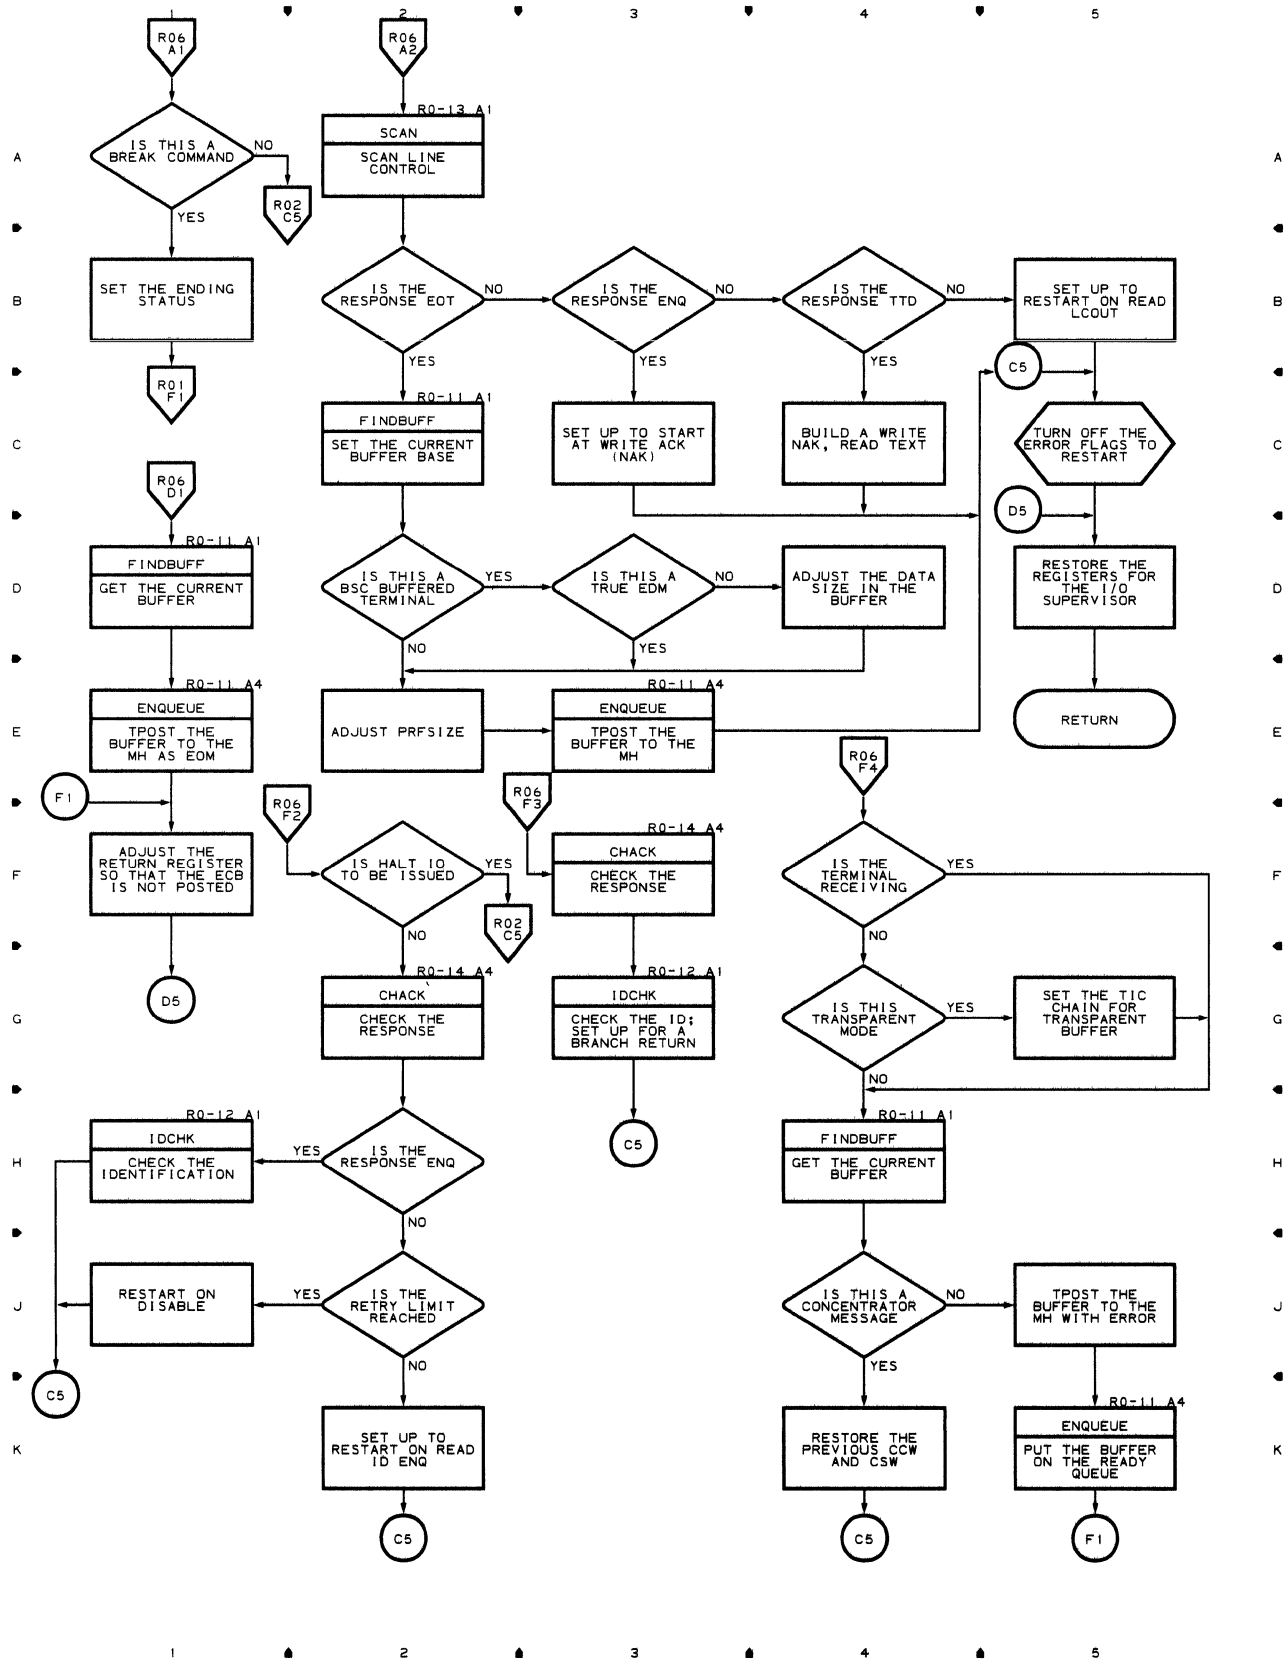 1 2 3 4 5
R06
A1
R06
A2
RO-13 A1
SCAN
SCAN LINE
CONTROL
IS THIS A
BREAK COMMAND
NO
YES
R02
C5
A
A
SET THE ENDING
STATUS
IS THE
RESPONSE EOT
NO
YES
IS THE
RESPONSE ENQ
NO
YES
IS THE
RESPONSE TTD
NO
YES
SET UP TO
RESTART ON READ
LCOUT
B
B
R01
F1
C5
RO-11 A1
FINDBUFF
SET THE CURRENT
BUFFER BASE
SET UP TO START
AT WRITE ACK
(NAK)
BUILD A WRITE
NAK, READ TEXT
TURN OFF THE
ERROR FLAGS TO
RESTART
C
C
R06
D1
D5
RO-11 A1
FINDBUFF
GET THE CURRENT
BUFFER
IS THIS A
BSC BUFFERED
TERMINAL
YES
NO
IS THIS A
TRUE EDM
NO
YES
ADJUST THE DATA
SIZE IN THE
BUFFER
RESTORE THE
REGISTERS FOR
THE I/O
SUPERVISOR
D
D
RO-11 A4
ENQUEUE
TPOST THE
BUFFER TO THE
MH AS EOM
ADJUST PRFSIZE
RO-11 A4
ENQUEUE
TPOST THE
BUFFER TO THE
MH
RETURN
E
E
R06
F4
F1
R06
F2
R06
F3
ADJUST THE
RETURN REGISTER
SO THAT THE ECB
IS NOT POSTED
IS HALT IO
TO BE ISSUED
YES
NO
R02
C5
RO-14 A4
CHACK
CHECK THE
RESPONSE
IS THE
TERMINAL
RECEIVING
YES
NO
F
F
D5
RO-14 A4
CHACK
CHECK THE
RESPONSE
RO-12 A1
IDCHK
CHECK THE ID;
SET UP FOR A
BRANCH RETURN
IS THIS
TRANSPARENT
MODE
YES
NO
SET THE TIC
CHAIN FOR
TRANSPARENT
BUFFER
G
G
RO-12 A1
IDCHK
CHECK THE
IDENTIFICATION
YES
IS THE
RESPONSE ENQ
NO
C5
RO-11 A1
FINDBUFF
GET THE CURRENT
BUFFER
H
H
RESTART ON
DISABLE
YES
IS THE
RETRY LIMIT
REACHED
NO
IS THIS A
CONCENTRATOR
MESSAGE
NO
YES
TPOST THE
BUFFER TO THE
MH WITH ERROR
J
J
C5
SET UP TO
RESTART ON READ
ID ENQ
RESTORE THE
PREVIOUS CCW
AND CSW
RO-11 A4
ENQUEUE
PUT THE BUFFER
ON THE READY
QUEUE
K
K
C5
C5
F1
1 2 3 4 5